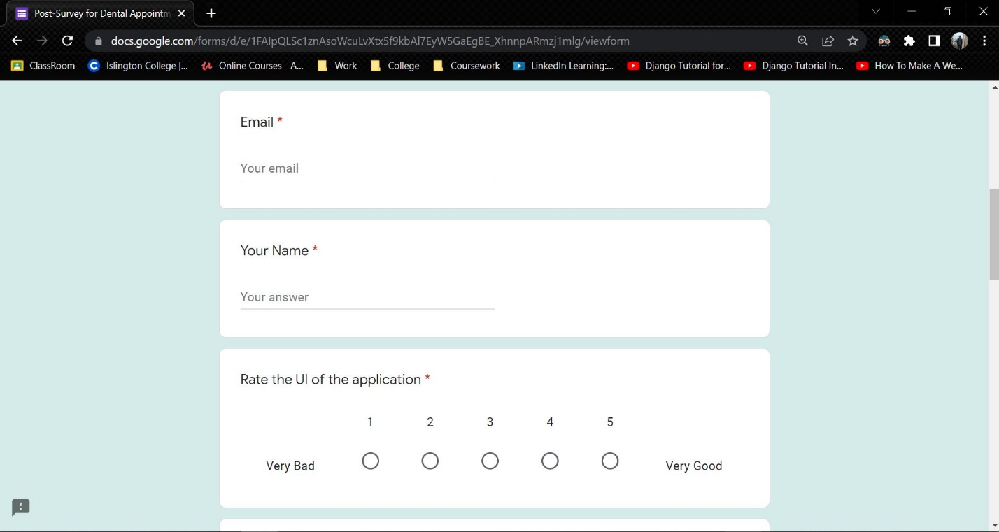 Post-Survey for Dental Appointm
docs.google.com/forms/d/e/1FAIpQLSc1znAsoWcuLvXtx5f9kbAl7EyW5GaEgBE_XhnnpARmzj1mlg/viewform
ClassRoom Islington College |... Online Courses - A... Work College Coursework LinkedIn Learning:... Django Tutorial for... Django Tutorial In... How To Make A We...
Email *
Your email
Your Name *
Your answer
Rate the UI of the application *
1 2 3 4 5
Very Bad Very Good